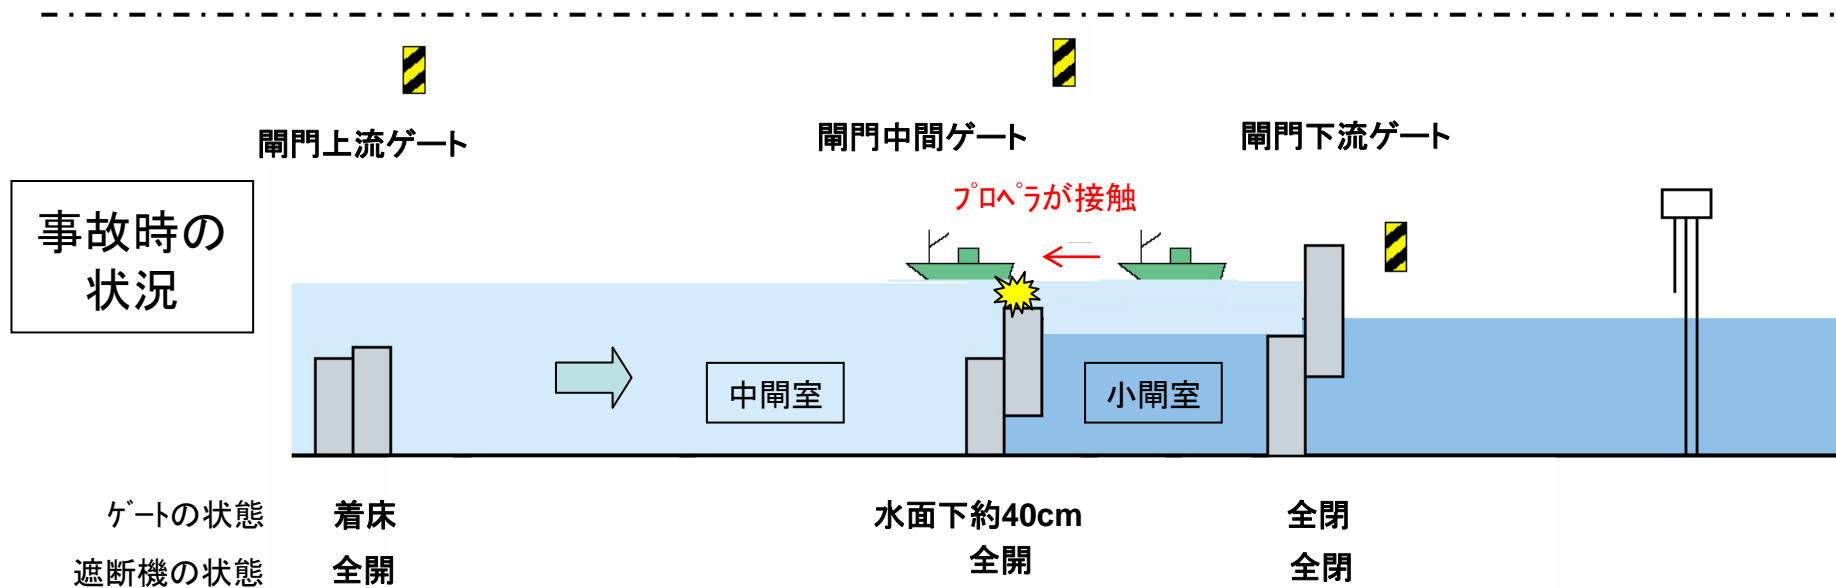 閘門上流ゲート
閘門中間ゲート
閘門下流ゲート
事故時の
状況
ﾌﾟﾛﾍﾟﾗが接触
中閘室
小閘室
ｹﾞｰﾄの状態 着床 水面下約40cm 全閉
遮断機の状態 全開 全開 全閉